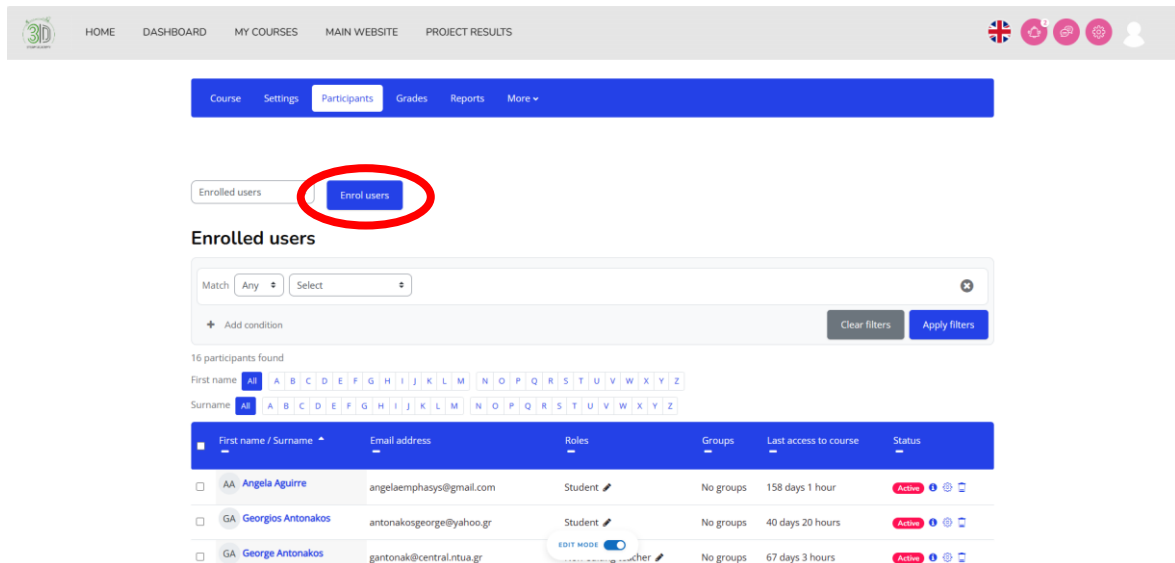 3D
HOME DASHBOARD MY COURSES MAIN WEBSITE PROJECT RESULTS
Course Settings Participants Grades Reports More
Enrolled users Enrol users
Enrolled users
Match Any Select
+ Add condition Clear filters Apply filters
16 participants found
First name All A B C D E F G H I J K L M N O P Q R S T U V W X Y Z
Surname All A B C D E F G H I J K L M N O P Q R S T U V W X Y Z
First name / Surname Email address Roles Groups Last access to course Status
AA Angela Aguirre angelaemphasys@gmail.com Student No groups 158 days 1 hour Active
GA Georgios Antonakos antonakosgeorge@yahoo.gr Student No groups 40 days 20 hours Active
EDIT MODE
GA George Antonakos gantonak@central.ntua.gr No groups 67 days 3 hours Active